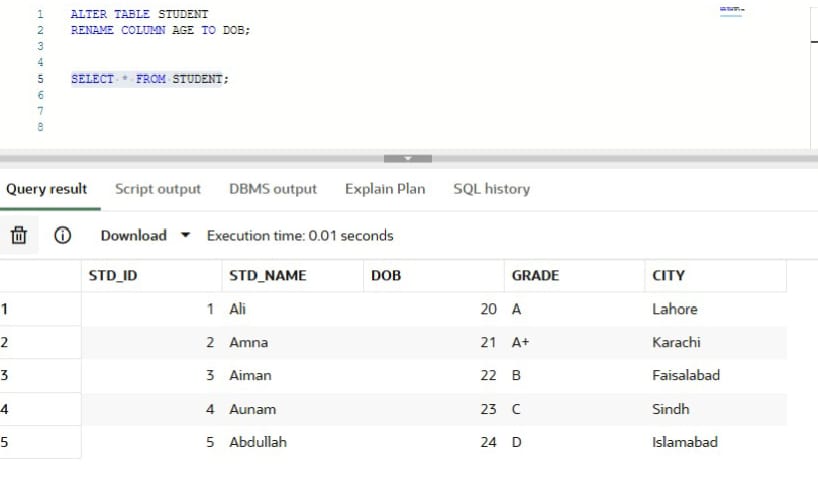 1 ALTER TABLE STUDENT
2 RENAME COLUMN AGE TO DOB;
3
4
5 SELECT * FROM STUDENT;
6
7
8
Query result Script output DBMS output Explain Plan SQL history
Download Execution time: 0.01 seconds
STD_ID STD_NAME DOB GRADE CITY
1 1 Ali 20 A Lahore
2 2 Amna 21 A+ Karachi
3 3 Aiman 22 B Faisalabad
4 4 Aunam 23 C Sindh
5 5 Abdullah 24 D Islamabad